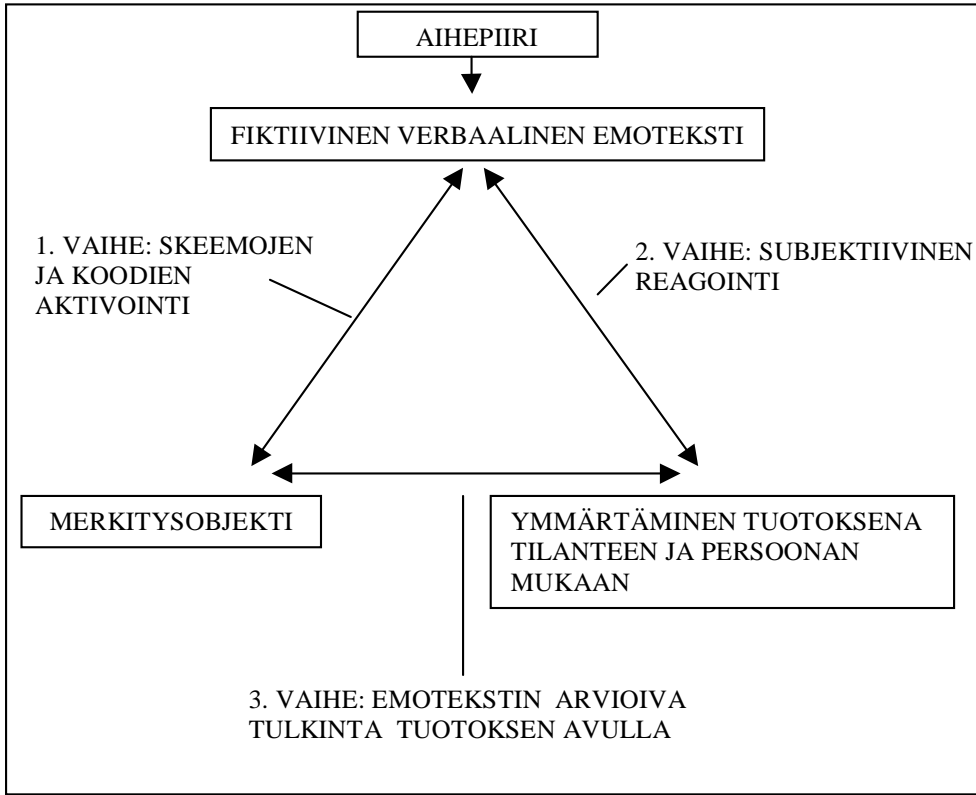 AIHEPIIRI
FIKTIIVINEN VERBAALINEN EMOTEKSTI
1. VAIHE: SKEEMOJEN
JA KOODIEN
AKTIVOINTI
2. VAIHE: SUBJEKTIIVINEN
REAGOINTI
MERKITYSOBJEKTI
YMMÄRTÄMINEN TUOTOKSENA
TILANTEEN JA PERSOONAN
MUKAAN
3. VAIHE: EMOTEKSTIN ARVIOIVA
TULKINTA TUOTOKSEN AVULLA